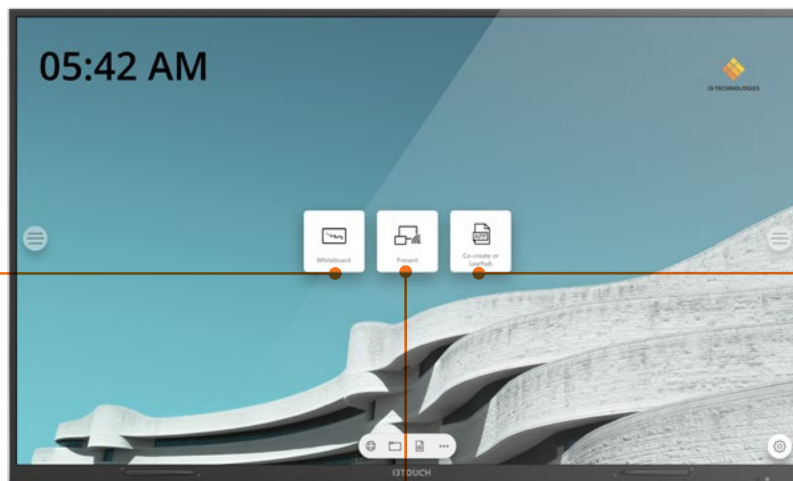 05:42 AM
i3 TECHNOLOGIES
Whiteboard
Present
Co-create or
Learhub
i3TOUCH